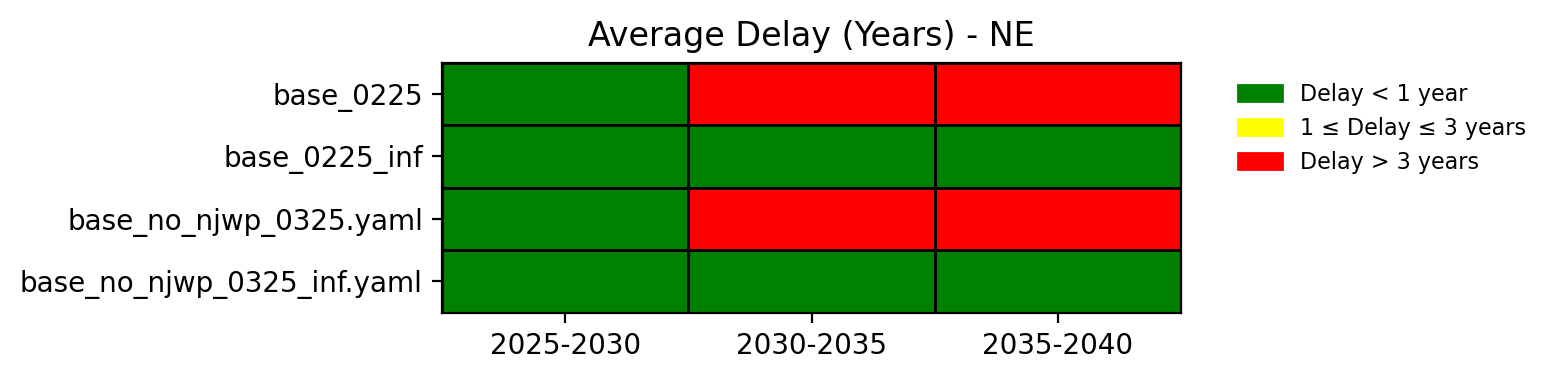 Average Delay (Years) - NE
base_0225
base_0225_inf
base_no_njwp_0325.yaml
base_no_njwp_0325_inf.yaml
2025-2030 2030-2035 2035-2040
Delay < 1 year
1 ≤ Delay ≤ 3 years
Delay > 3 years